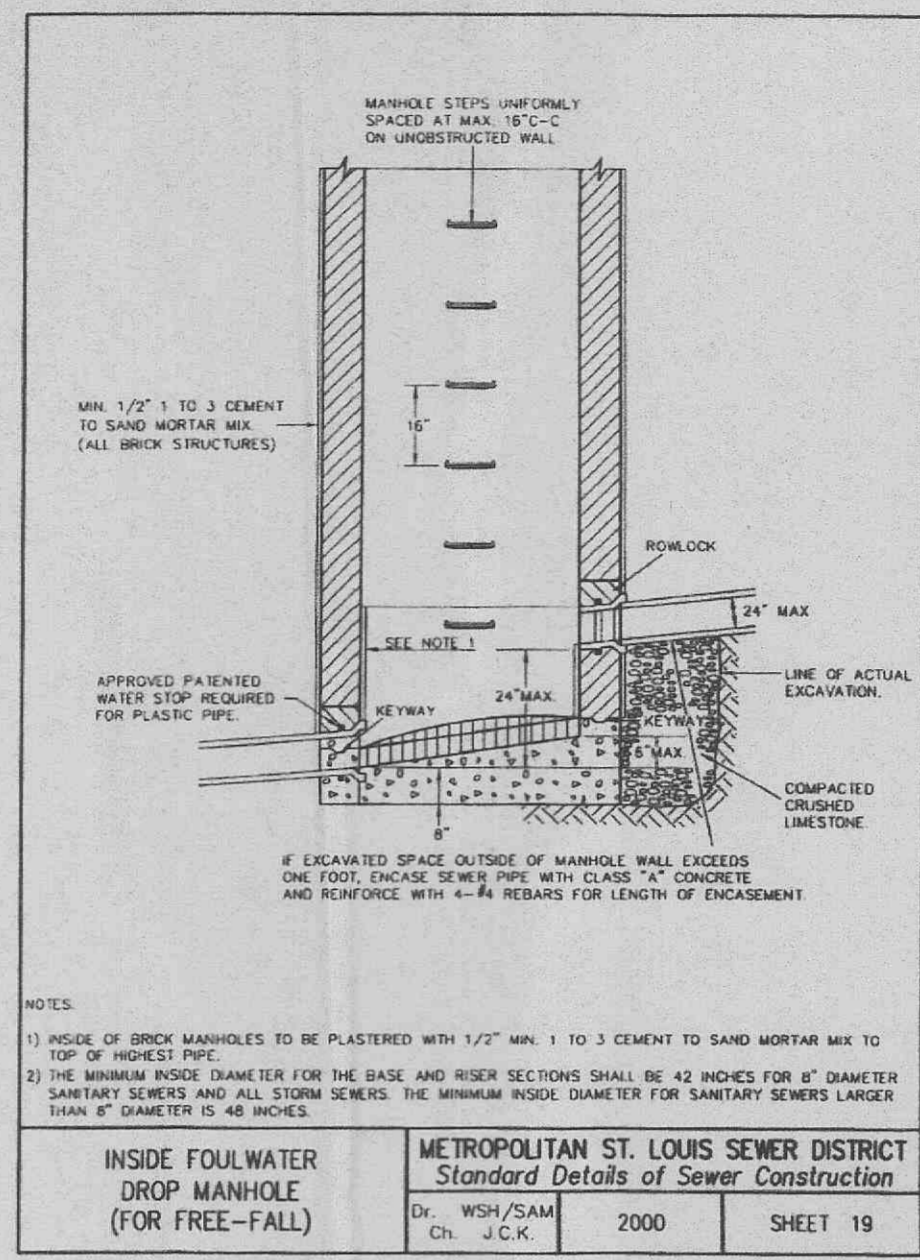 MANHOLE STEPS UNIFORMLY
SPACED AT MAX. 16"C-C
ON UNOBSTRUCTED WALL
MIN. 1/2" 1 TO 3 CEMENT
TO SAND MORTAR MIX.
(ALL BRICK STRUCTURES)
16"
ROWLOCK
24" MAX
SEE NOTE 1
LINE OF ACTUAL
EXCAVATION.
APPROVED PATENTED
WATER STOP REQUIRED
FOR PLASTIC PIPE.
24"MAX.
KEYWAY
KEYWAY
6"MAX
COMPACTED
CRUSHED
LIMESTONE.
8"
IF EXCAVATED SPACE OUTSIDE OF MANHOLE WALL EXCEEDS
ONE FOOT, ENCASE SEWER PIPE WITH CLASS "A" CONCRETE
AND REINFORCE WITH 4-#4 REBARS FOR LENGTH OF ENCASEMENT.
NOTES.
1) INSIDE OF BRICK MANHOLES TO BE PLASTERED WITH 1/2" MIN. 1 TO 3 CEMENT TO SAND MORTAR MIX TO
TOP OF HIGHEST PIPE.
2) THE MINIMUM INSIDE DIAMETER FOR THE BASE AND RISER SECTIONS SHALL BE 42 INCHES FOR 8" DIAMETER
SANITARY SEWERS AND ALL STORM SEWERS. THE MINIMUM INSIDE DIAMETER FOR SANITARY SEWERS LARGER
THAN 8" DIAMETER IS 48 INCHES.
INSIDE FOULWATER
DROP MANHOLE
(FOR FREE-FALL)
METROPOLITAN ST. LOUIS SEWER DISTRICT
Standard Details of Sewer Construction
Dr. WSH/SAM
Ch. J.C.K.
2000
SHEET 19